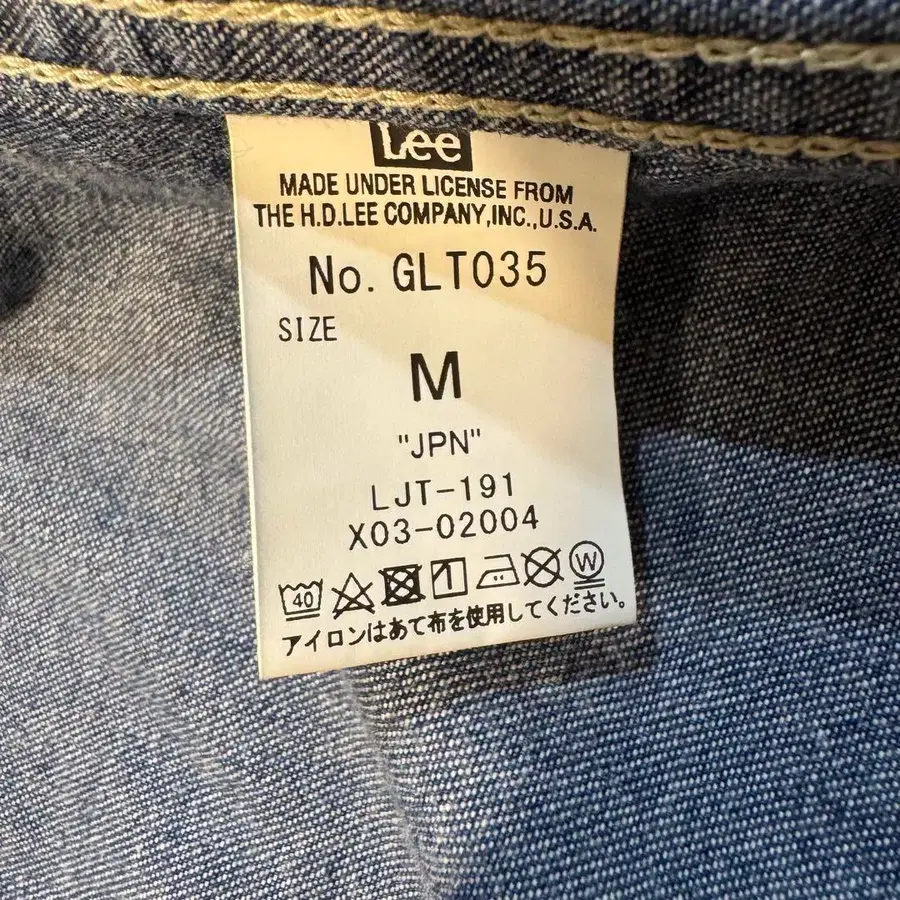 Lee
MADE UNDER LICENSE FROM
THE H.D.LEE COMPANY,INC.,U.S.A.
No. GLT035
SIZE
M
"JPN"
LJT-191
X03-02004
40 W
アイロンはあて布を使用してください。